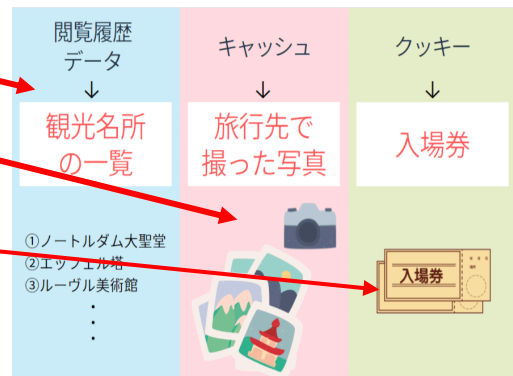 閲覧履歴
データ
↓
観光名所
の一覧
①ノートルダム大聖堂
②エッフェル塔
③ルーヴル美術館
・
・
・
キャッシュ
↓
旅行先で
撮った写真
クッキー
↓
入場券
入場券